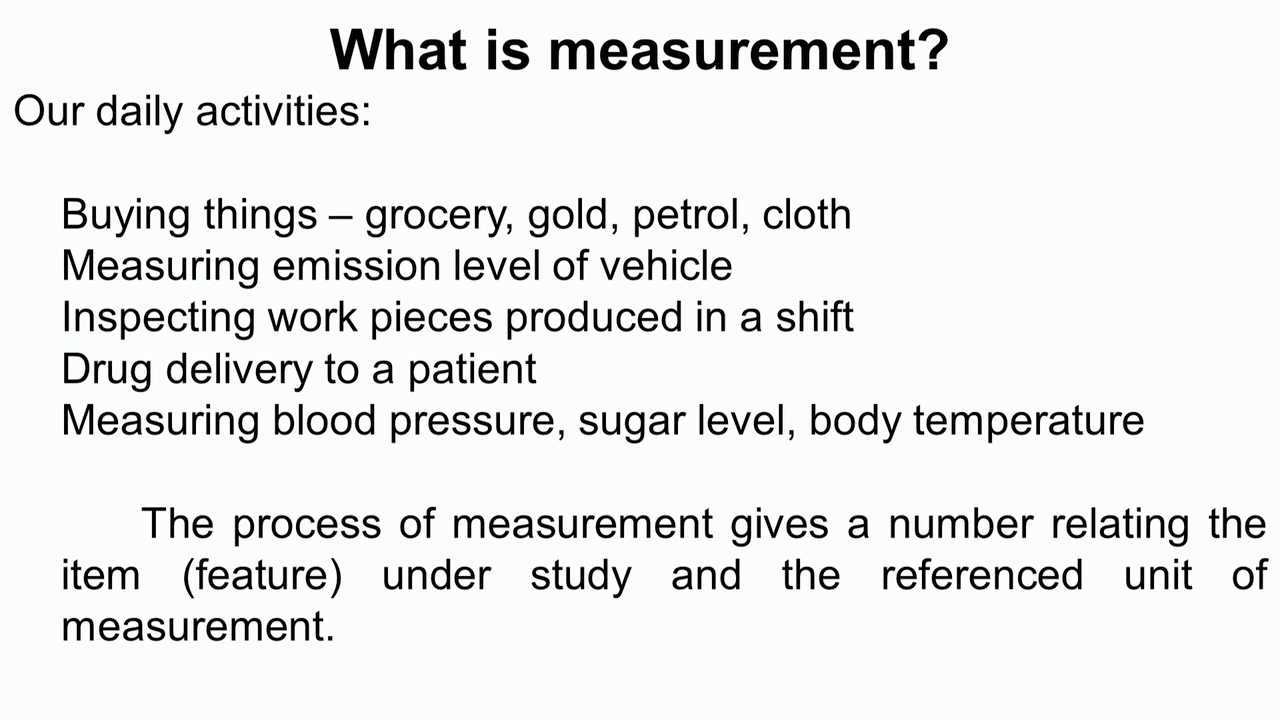 What is measurement?
Our daily activities:
Buying things – grocery, gold, petrol, cloth
Measuring emission level of vehicle
Inspecting work pieces produced in a shift
Drug delivery to a patient
Measuring blood pressure, sugar level, body temperature
The process of measurement gives a number relating the
item (feature) under study and the referenced unit of
measurement.